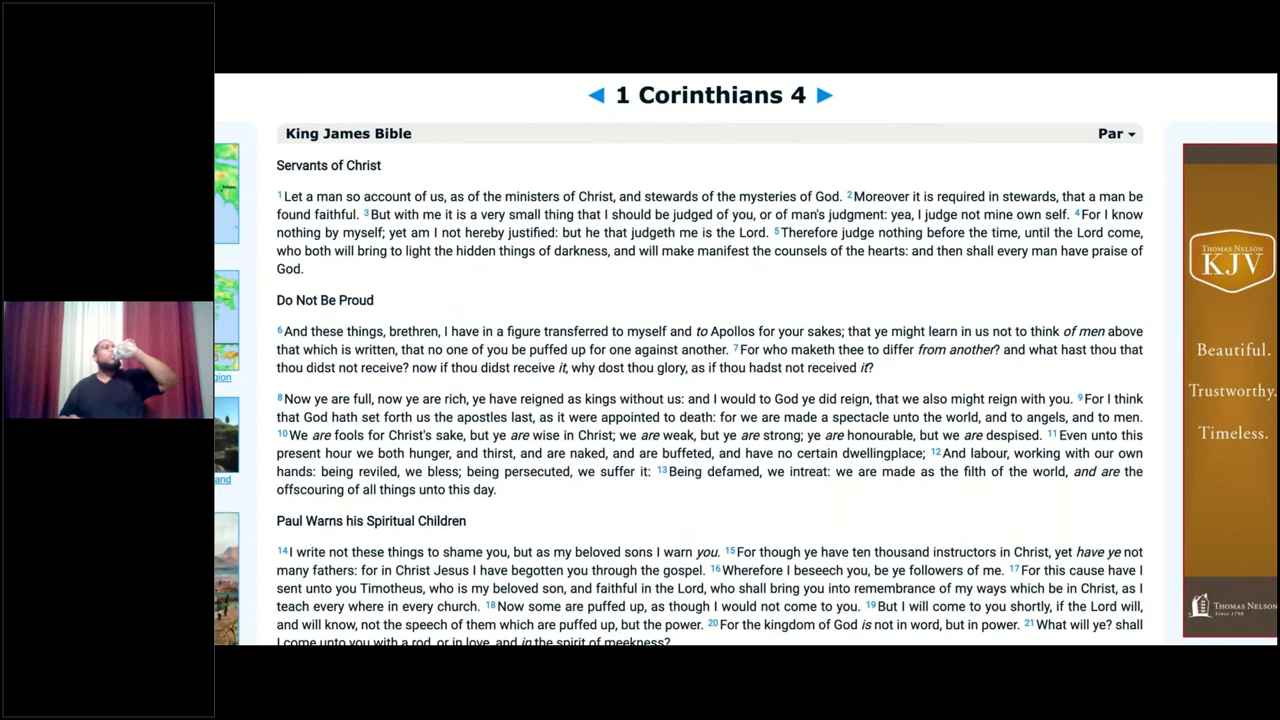 ◄ 1 Corinthians 4 ►
King James Bible Par
Servants of Christ
1Let a man so account of us, as of the ministers of Christ, and stewards of the mysteries of God. 2Moreover it is required in stewards, that a man be
found faithful. 3But with me it is a very small thing that I should be judged of you, or of man's judgment: yea, I judge not mine own self. 4For I know
nothing by myself; yet am I not hereby justified: but he that judgeth me is the Lord. 5Therefore judge nothing before the time, until the Lord come,
who both will bring to light the hidden things of darkness, and will make manifest the counsels of the hearts: and then shall every man have praise of
God.
Do Not Be Proud
6And these things, brethren, I have in a figure transferred to myself and to Apollos for your sakes; that ye might learn in us not to think of men above
that which is written, that no one of you be puffed up for one against another. 7For who maketh thee to differ from another? and what hast thou that
thou didst not receive? now if thou didst receive it, why dost thou glory, as if thou hadst not received it?
8Now ye are full, now ye are rich, ye have reigned as kings without us: and I would to God ye did reign, that we also might reign with you. 9For I think
that God hath set forth us the apostles last, as it were appointed to death: for we are made a spectacle unto the world, and to angels, and to men.
10We are fools for Christ's sake, but ye are wise in Christ; we are weak, but ye are strong; ye are honourable, but we are despised. 11Even unto this
present hour we both hunger, and thirst, and are naked, and are buffeted, and have no certain dwellingplace; 12And labour, working with our own
hands: being reviled, we bless; being persecuted, we suffer it: 13Being defamed, we intreat: we are made as the filth of the world, and are the
offscouring of all things unto this day.
Paul Warns his Spiritual Children
14I write not these things to shame you, but as my beloved sons I warn you. 15For though ye have ten thousand instructors in Christ, yet have ye not
many fathers: for in Christ Jesus I have begotten you through the gospel. 16Wherefore I beseech you, be ye followers of me. 17For this cause have I
sent unto you Timotheus, who is my beloved son, and faithful in the Lord, who shall bring you into remembrance of my ways which be in Christ, as I
teach every where in every church. 18Now some are puffed up, as though I would not come to you. 19But I will come to you shortly, if the Lord will,
and will know, not the speech of them which are puffed up, but the power. 20For the kingdom of God is not in word, but in power. 21What will ye? shall
I come unto you with a rod, or in love, and in the spirit of meekness?
gion
and
THOMAS NELSON
KJV
Beautiful.
Trustworthy.
Timeless.
THOMAS NELSON
Since 1798